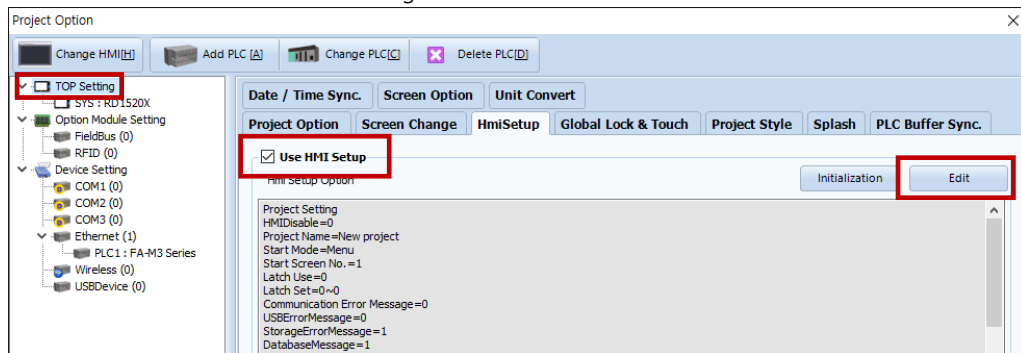 Project Option
Change HMI[H] Add PLC [A] Change PLC[C] Delete PLC[D]
TOP Setting
SYS : RD1520X
Option Module Setting
FieldBus (0)
RFID (0)
Device Setting
COM1 (0)
COM2 (0)
COM3 (0)
Ethernet (1)
PLC1 : FA-M3 Series
Wireless (0)
USBDevice (0)
Date / Time Sync. Screen Option Unit Convert
Project Option Screen Change HmiSetup Global Lock & Touch Project Style Splash PLC Buffer Sync.
Use HMI Setup
Hmi Setup Option
Initialization Edit
Project Setting
HMIDisable=0
Project Name=New project
Start Mode=Menu
Start Screen No.=1
Latch Use=0
Latch Set=0~0
Communication Error Message=0
USBErrorMessage=0
StorageErrorMessage=1
DatabaseMessage=1